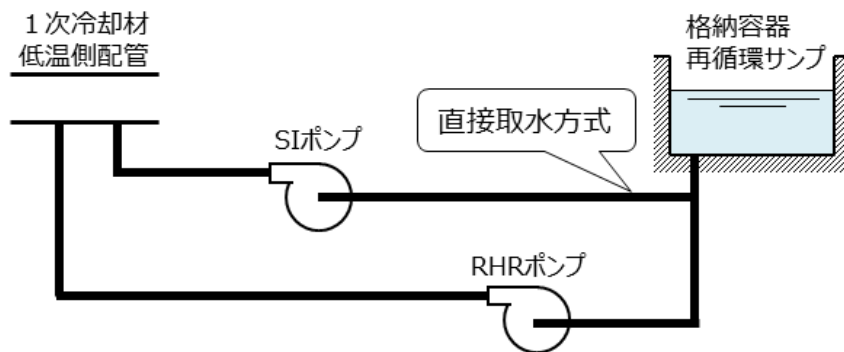 １次冷却材
低温側配管
格納容器
再循環サンプ
直接取水方式
SIポンプ
RHRポンプ